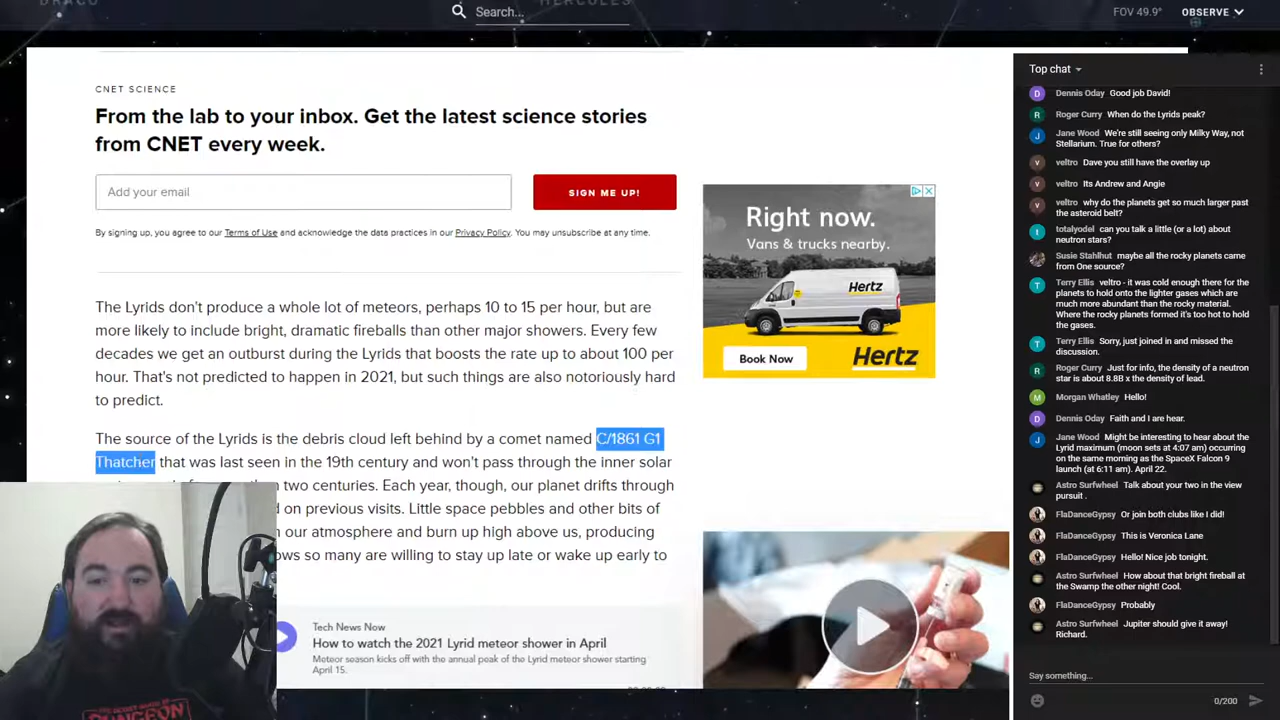 DRACO
HERCULES
Search...
FOV 49.9°
OBSERVE
CNET SCIENCE
From the lab to your inbox. Get the latest science stories
from CNET every week.
Add your email
SIGN ME UP!
By signing up, you agree to our Terms of Use and acknowledge the data practices in our Privacy Policy. You may unsubscribe at any time.
The Lyrids don't produce a whole lot of meteors, perhaps 10 to 15 per hour, but are
more likely to include bright, dramatic fireballs than other major showers. Every few
decades we get an outburst during the Lyrids that boosts the rate up to about 100 per
hour. That's not predicted to happen in 2021, but such things are also notoriously hard
to predict.
The source of the Lyrids is the debris cloud left behind by a comet named C/1861 G1
Thatcher that was last seen in the 19th century and won't pass through the inner solar
two centuries. Each year, though, our planet drifts through
on previous visits. Little space pebbles and other bits of
our atmosphere and burn up high above us, producing
so many are willing to stay up late or wake up early to
Tech News Now
How to watch the 2021 Lyrid meteor shower in April
Meteor season kicks off with the annual peak of the Lyrid meteor shower starting
April 15.
Right now.
Vans & trucks nearby.
Hertz
Book Now
Hertz
DUNGEON
Top chat
Dennis Oday Good job David!
Roger Curry When do the Lyrids peak?
Jane Wood We're still seeing only Milky Way, not
Stellarium. True for others?
veltro Dave you still have the overlay up
veltro Its Andrew and Angie
veltro why do the planets get so much larger past
the asteroid belt?
totalyodel can you talk a little (or a lot) about
neutron stars?
Susie Stahlhut maybe all the rocky planets came
from One source?
Terry Ellis veltro - it was cold enough there for the
planets to hold onto the lighter gases which are
much more abundant than the rocky material.
Where the rocky planets formed it's too hot to hold
the gases.
Terry Ellis Sorry, just joined in and missed the
discussion.
Roger Curry Just for info, the density of a neutron
star is about 8.8B x the density of lead.
Morgan Whatley Hello!
Dennis Oday Faith and I are hear.
Jane Wood Might be interesting to hear about the
Lyrid maximum (moon sets at 4:07 am) occurring
on the same morning as the SpaceX Falcon 9
launch (at 6:11 am). April 22.
Astro Surfwheel Talk about your two in the view
pursuit .
FlaDanceGypsy Or join both clubs like I did!
FlaDanceGypsy This is Veronica Lane
FlaDanceGypsy Hello! Nice job tonight.
Astro Surfwheel How about that bright fireball at
the Swamp the other night! Cool.
FlaDanceGypsy Probably
Astro Surfwheel Jupiter should give it away!
Richard.
Say something...
0/200